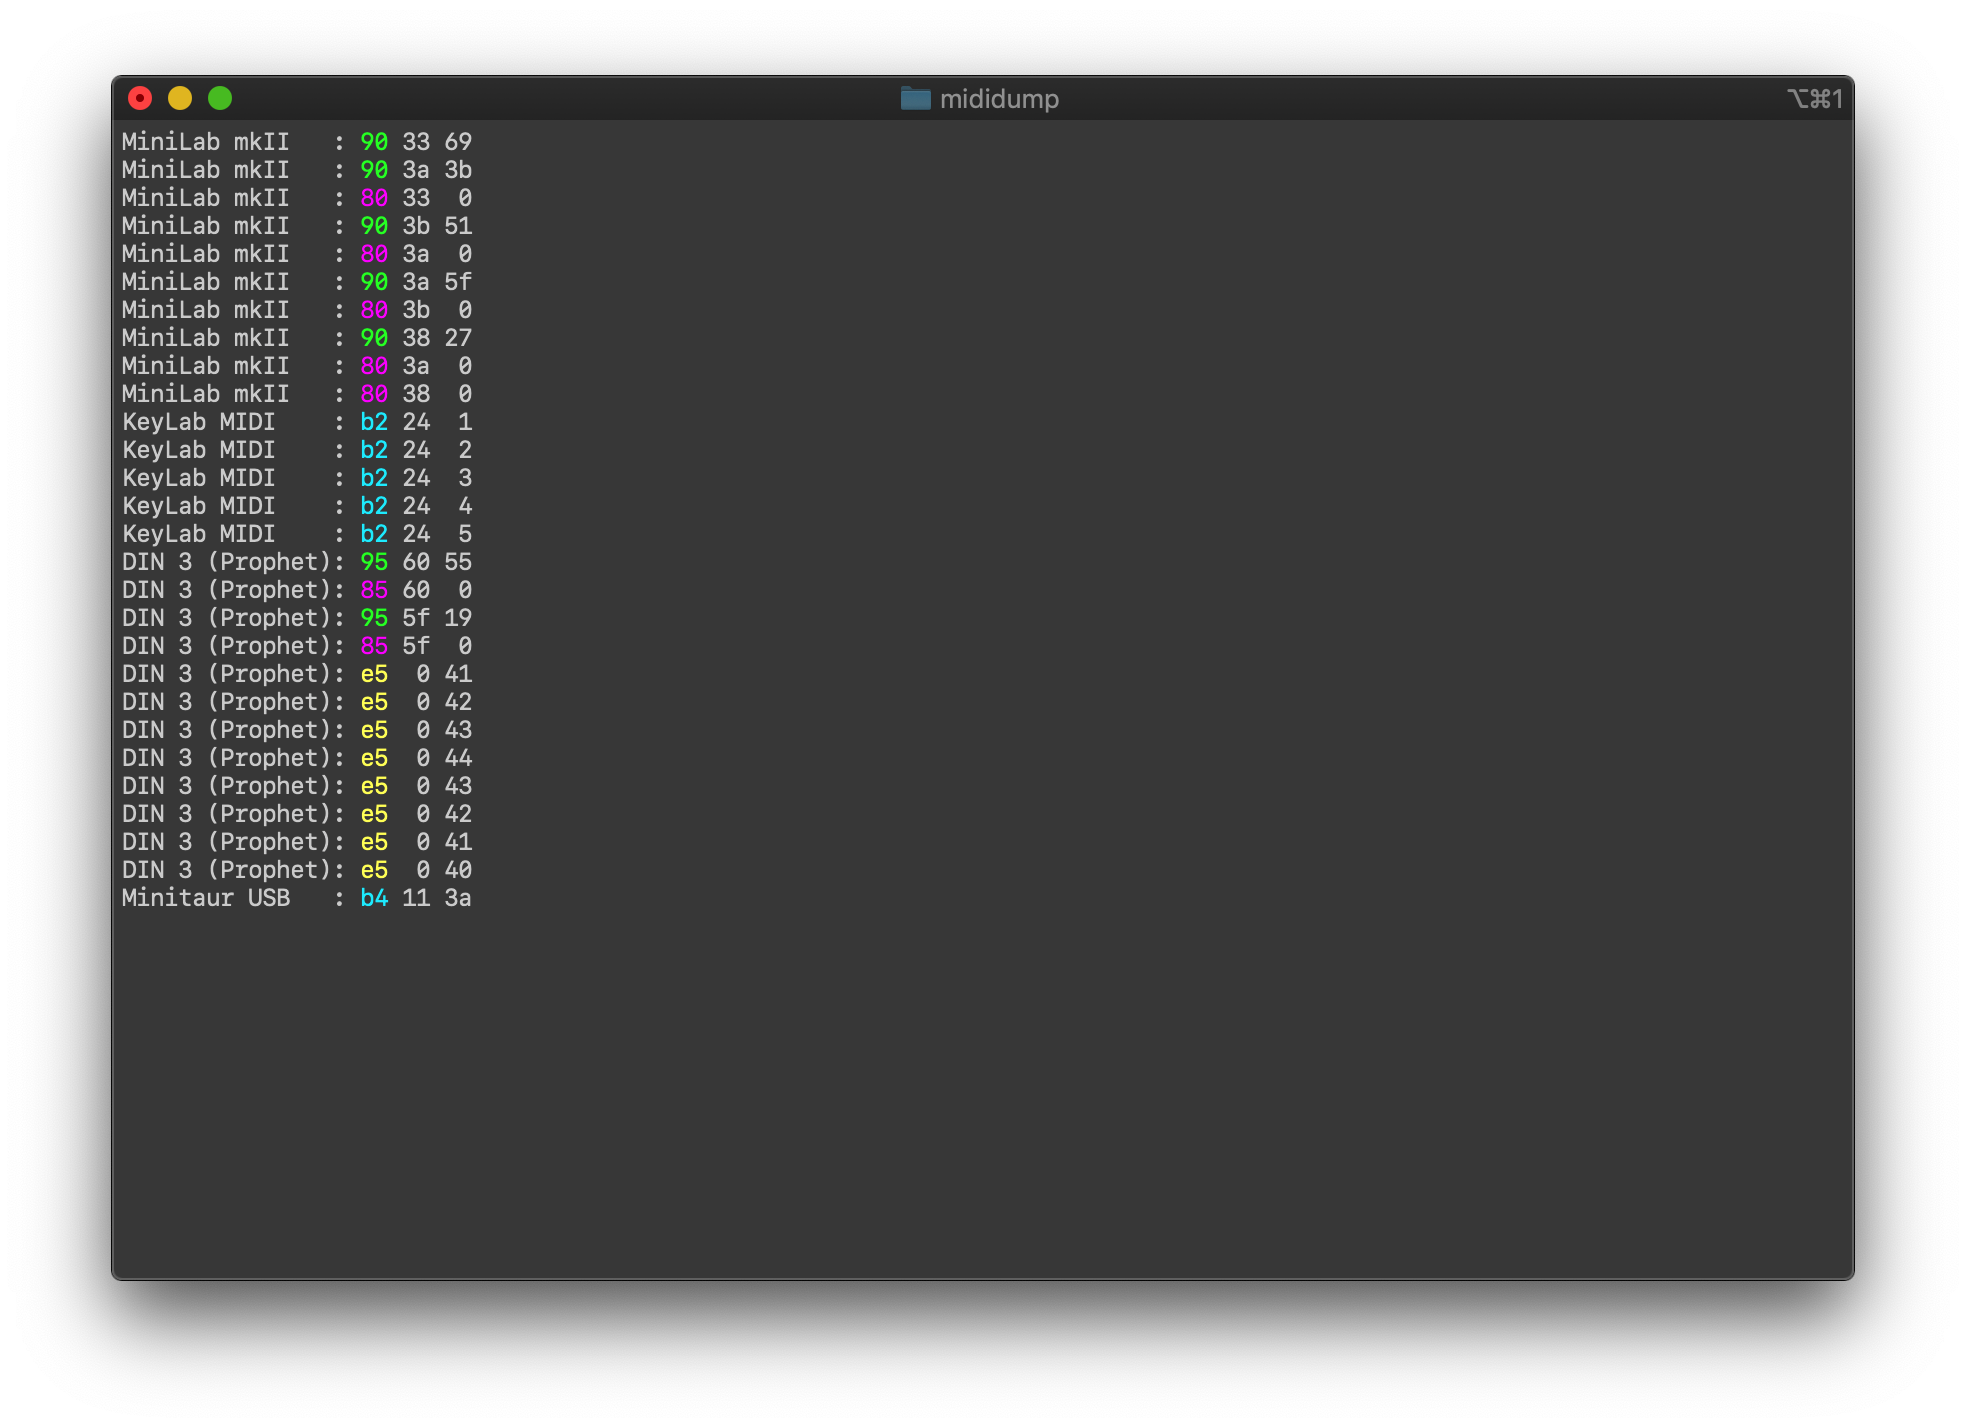 mididump ⌥⌘1
MiniLab mkII   : 90 33 69
MiniLab mkII   : 90 3a 3b
MiniLab mkII   : 80 33  0
MiniLab mkII   : 90 3b 51
MiniLab mkII   : 80 3a  0
MiniLab mkII   : 90 3a 5f
MiniLab mkII   : 80 3b  0
MiniLab mkII   : 90 38 27
MiniLab mkII   : 80 3a  0
MiniLab mkII   : 80 38  0
KeyLab MIDI    : b2 24  1
KeyLab MIDI    : b2 24  2
KeyLab MIDI    : b2 24  3
KeyLab MIDI    : b2 24  4
KeyLab MIDI    : b2 24  5
DIN 3 (Prophet): 95 60 55
DIN 3 (Prophet): 85 60  0
DIN 3 (Prophet): 95 5f 19
DIN 3 (Prophet): 85 5f  0
DIN 3 (Prophet): e5  0 41
DIN 3 (Prophet): e5  0 42
DIN 3 (Prophet): e5  0 43
DIN 3 (Prophet): e5  0 44
DIN 3 (Prophet): e5  0 43
DIN 3 (Prophet): e5  0 42
DIN 3 (Prophet): e5  0 41
DIN 3 (Prophet): e5  0 40
Minitaur USB   : b4 11 3a